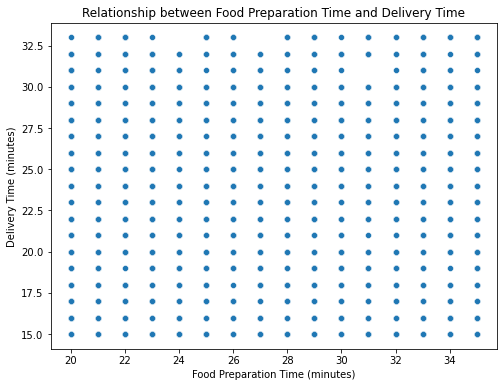 Relationship between Food Preparation Time and Delivery Time
32.5
30.0
27.5
25.0
22.5
20.0
17.5
15.0
Delivery Time (minutes)
20 22 24 26 28 30 32 34
Food Preparation Time (minutes)